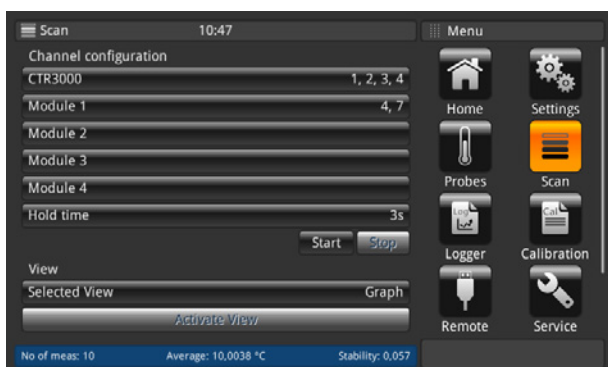 Scan 10:47
Channel configuration
CTR3000 1, 2, 3, 4
Module 1 4, 7
Module 2
Module 3
Module 4
Hold time 3s
Start Stop
View
Selected View Graph
Activate View
No of meas: 10 Average: 10,0038 °C Stability: 0,057
Menu
Home Settings
Probes Scan
Log Cal
Logger Calibration
Remote Service